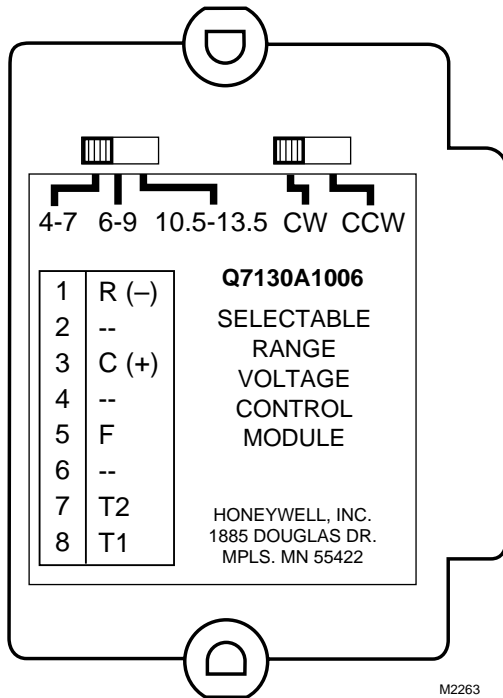 4-7 6-9 10.5-13.5 CW CCW
1 R (–)
2 --
3 C (+)
4 --
5 F
6 --
7 T2
8 T1
Q7130A1006
SELECTABLE
RANGE
VOLTAGE
CONTROL
MODULE
HONEYWELL, INC.
1885 DOUGLAS DR.
MPLS. MN 55422
M2263